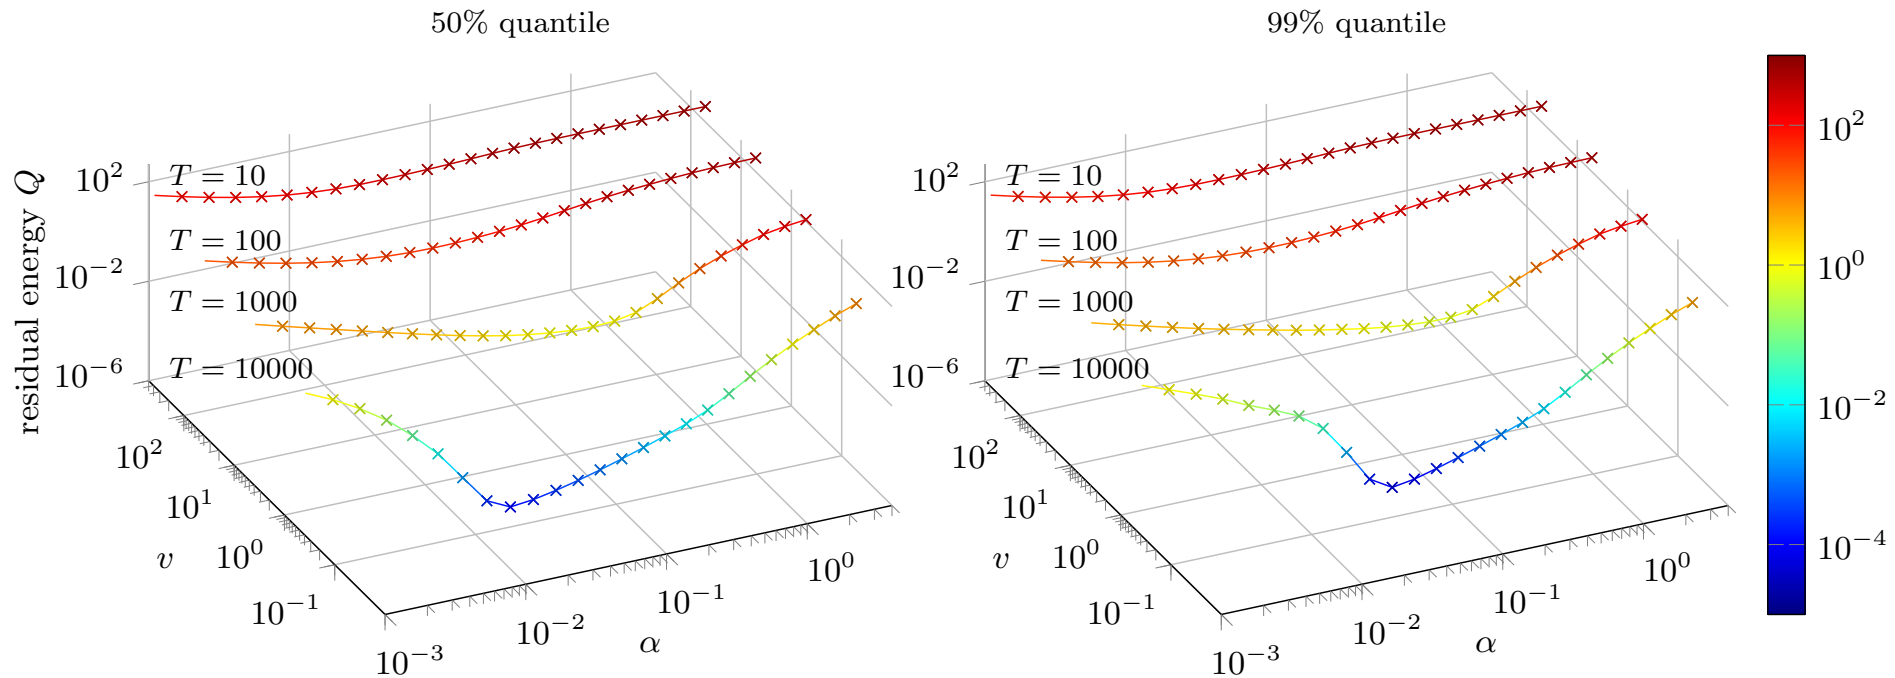 50% quantile
99% quantile
residual energy Q
10^2
10^−2
10^−6
T = 10
T = 100
T = 1000
T = 10000
10^2
10^1
10^0
10^−1
v
10^−3
10^−2
10^−1
10^0
α
10^2
10^−2
10^−6
T = 10
T = 100
T = 1000
T = 10000
10^2
10^1
10^0
10^−1
v
10^−3
10^−2
10^−1
10^0
α
10^2
10^0
10^−2
10^−4